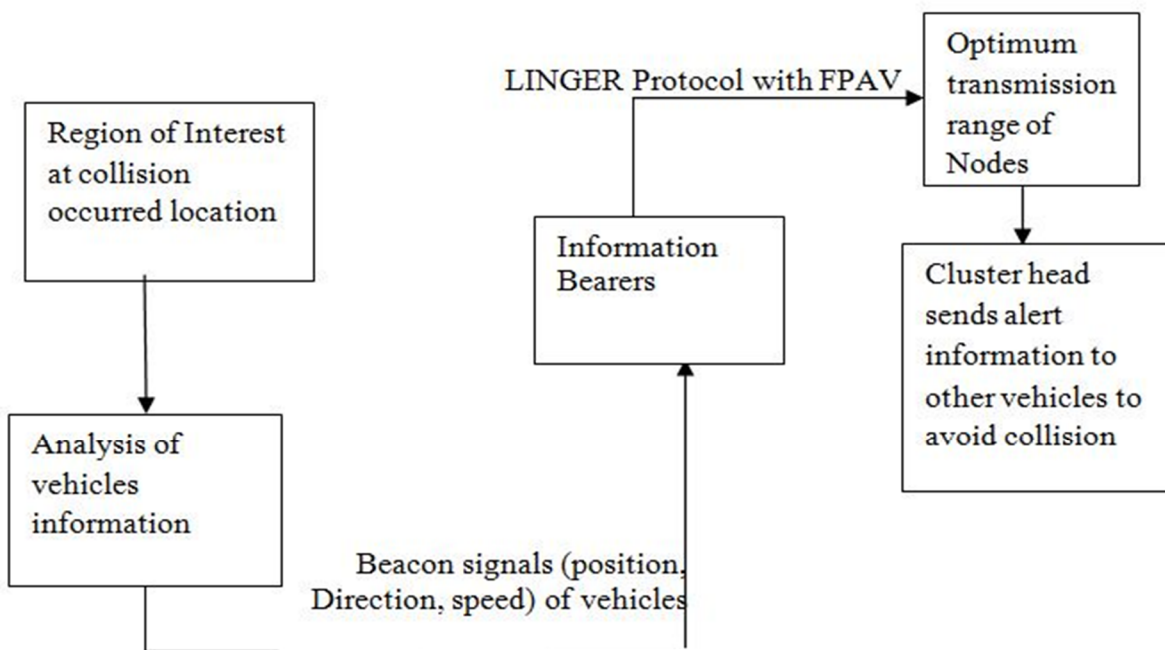 Region of Interest
at collision
occurred location
Analysis of
vehicles
information
Beacon signals (position,
Direction, speed) of vehicles
Information
Bearers
LINGER Protocol with FPAV
Optimum
transmission
range of
Nodes
Cluster head
sends alert
information to
other vehicles to
avoid collision